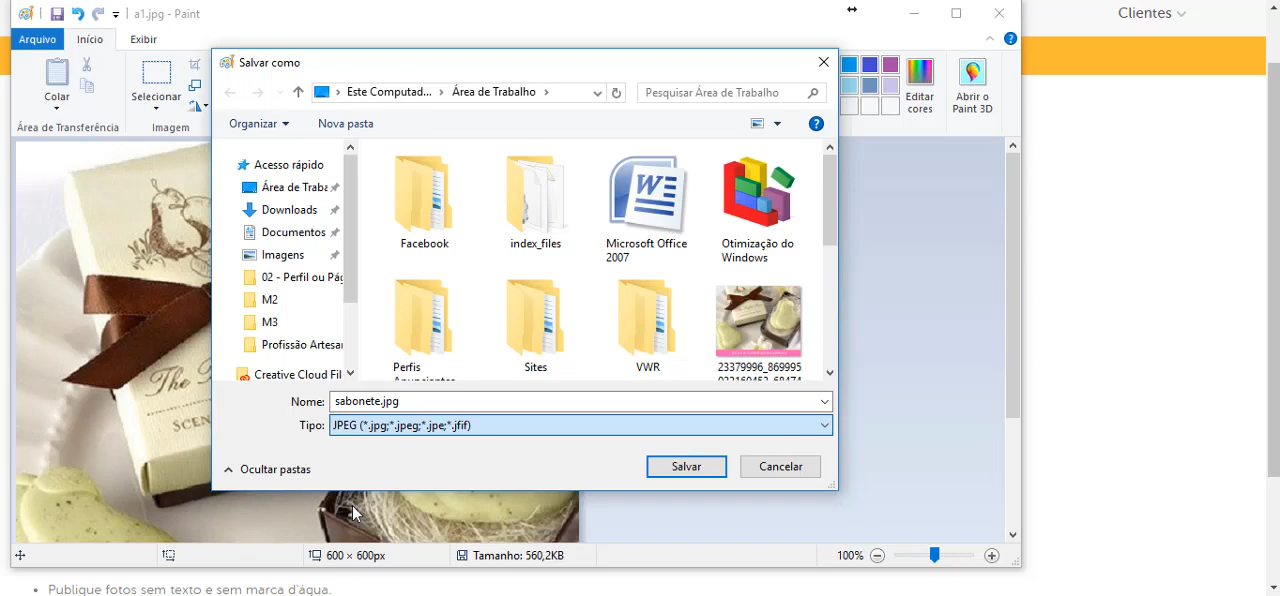 a1.jpg - Paint
Clientes
Arquivo
Início
Exibir
Salvar como
Colar
Selecionar
Área de Transferência
Imagem
Editar
cores
Abrir o
Paint 3D
Este Computad...
Área de Trabalho
Pesquisar Área de Trabalho
Organizar
Nova pasta
Acesso rápido
Área de Traba
Downloads
Documentos
Imagens
02 - Perfil ou Pág
M2
M3
Profissão Artesar
Creative Cloud Fil
Facebook
index_files
Microsoft Office
2007
Otimização do
Windows
Perfis
Anunciantes
Sites
VWR
23379996_869995
Nome: sabonete.jpg
Tipo: JPEG (*.jpg;*.jpeg;*.jpe;*.jfif)
Ocultar pastas
Salvar
Cancelar
The
SCEN
600 × 600px
Tamanho: 560,2KB
100%
Publique fotos sem texto e sem marca d'água.